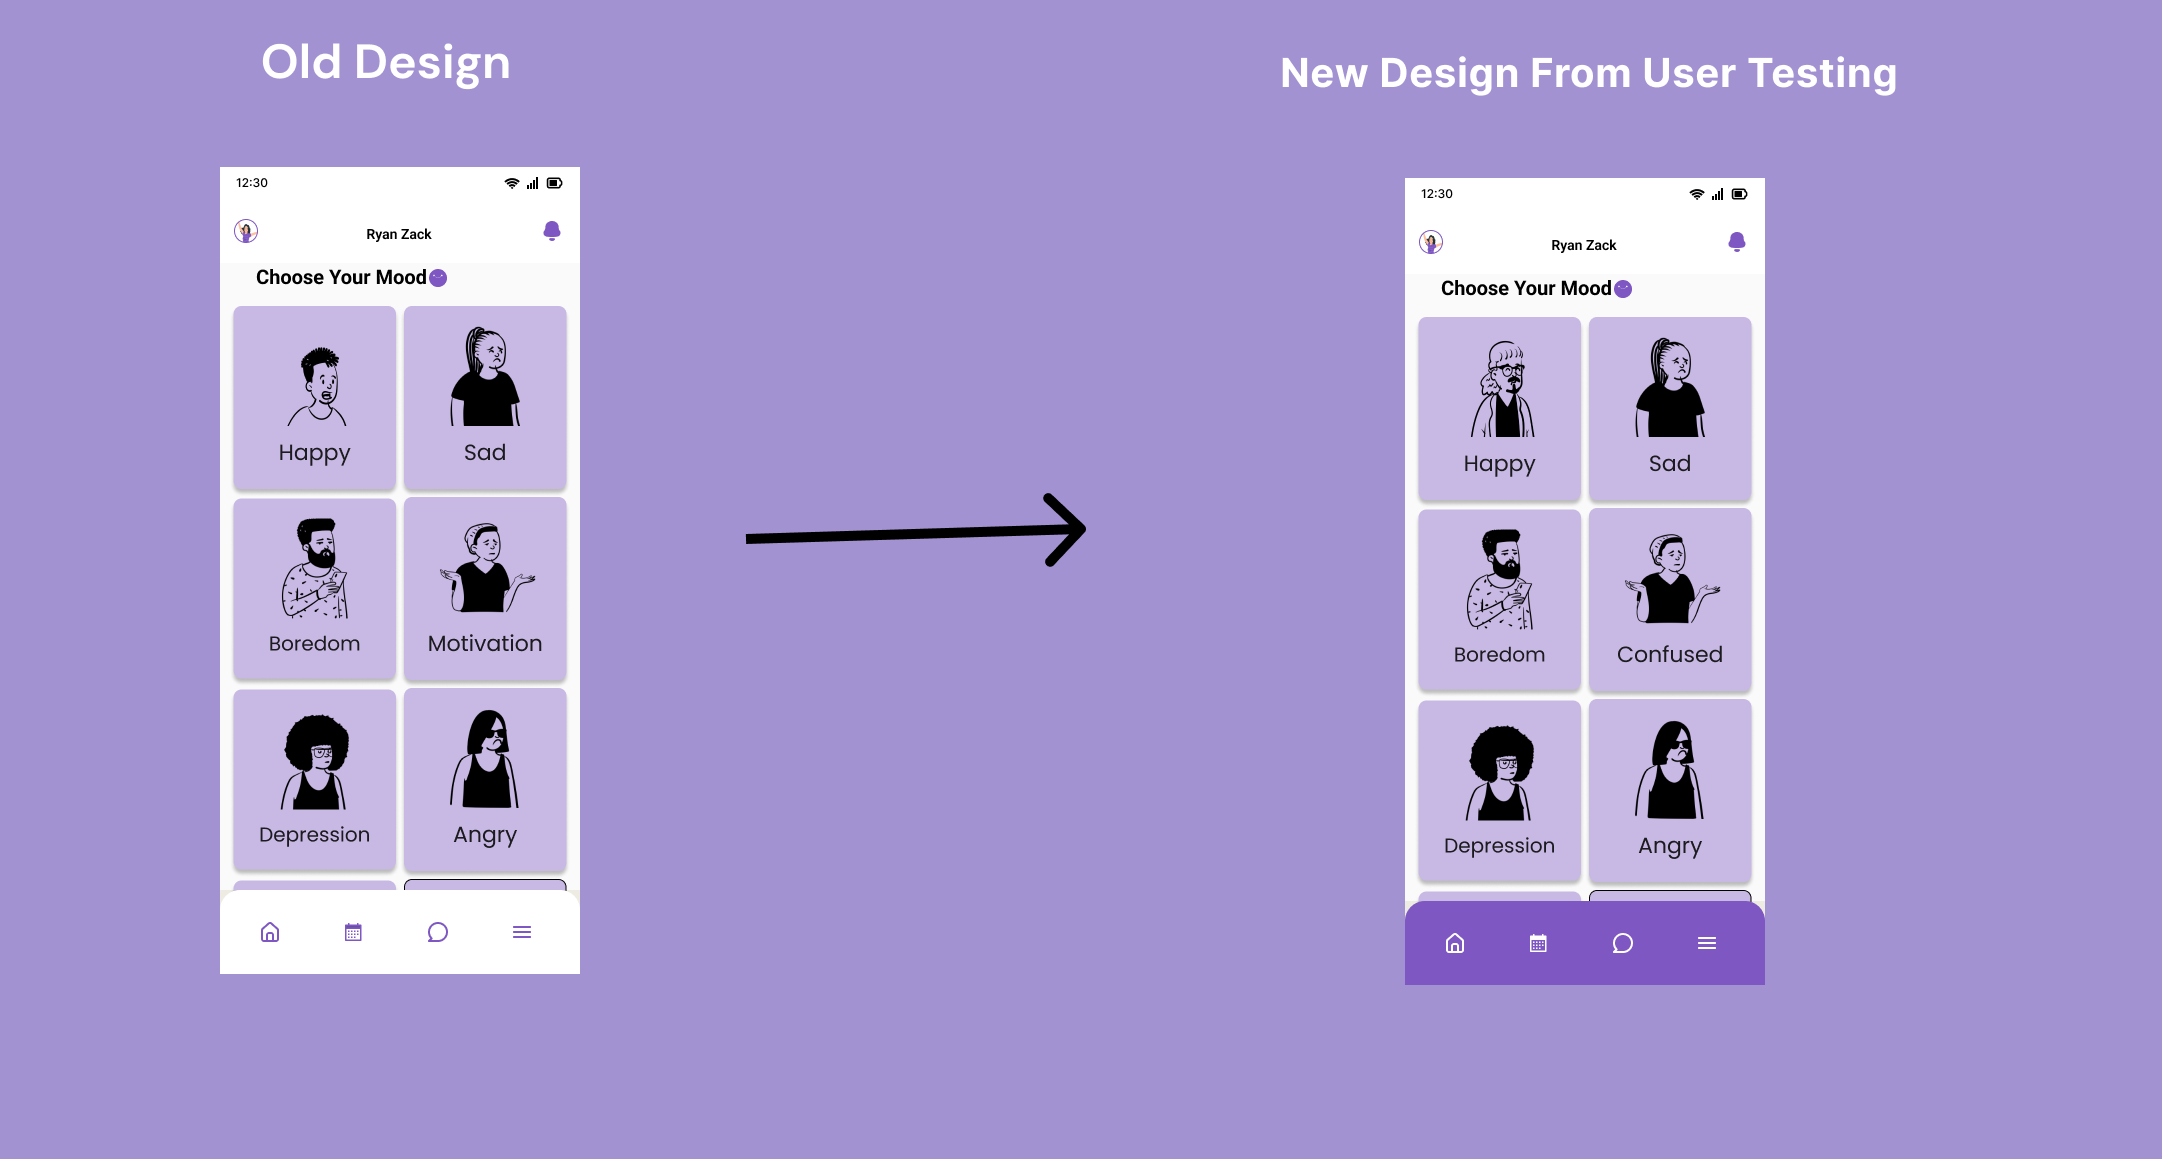 Old Design
New Design From User Testing
12:30
Ryan Zack
Choose Your Mood
Happy
Sad
Boredom
Motivation
Depression
Angry
12:30
Ryan Zack
Choose Your Mood
Happy
Sad
Boredom
Confused
Depression
Angry